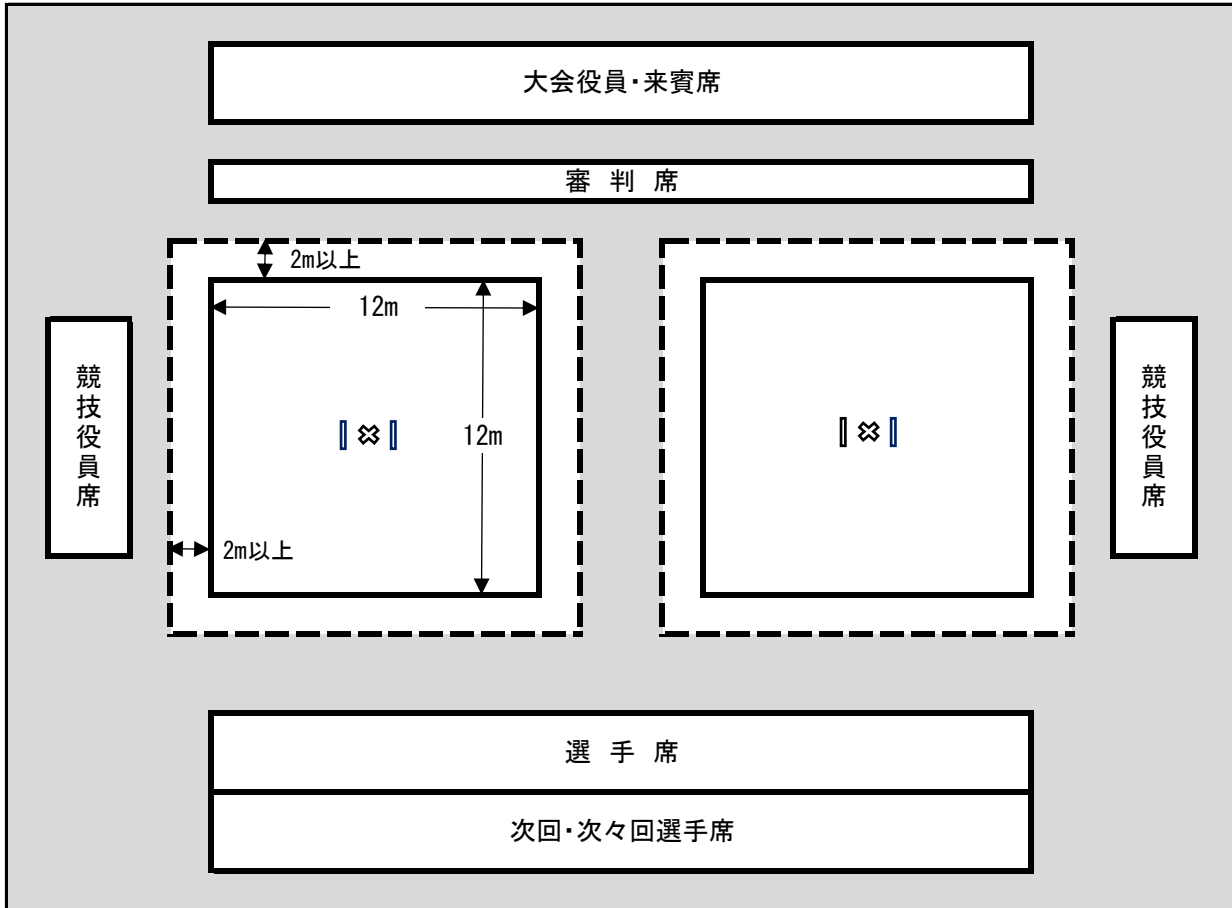 大会役員・来賓席
審 判 席
2m以上
12m
12m
2m以上
競技役員席
競技役員席
選 手 席
次回・次々回選手席